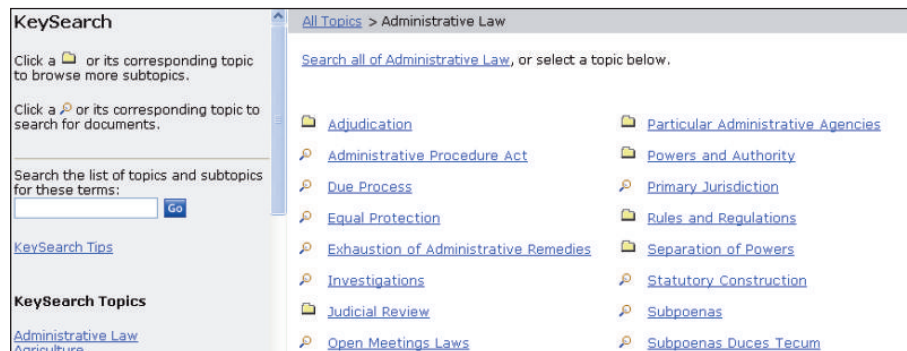 KeySearch
Click a or its corresponding topic
to browse more subtopics.
Click a or its corresponding topic to
search for documents.
Search the list of topics and subtopics
for these terms:
Go
KeySearch Tips
KeySearch Topics
Administrative Law
Agriculture
All Topics > Administrative Law
Search all of Administrative Law, or select a topic below.
Adjudication
Administrative Procedure Act
Due Process
Equal Protection
Exhaustion of Administrative Remedies
Investigations
Judicial Review
Open Meetings Laws
Particular Administrative Agencies
Powers and Authority
Primary Jurisdiction
Rules and Regulations
Separation of Powers
Statutory Construction
Subpoenas
Subpoenas Duces Tecum